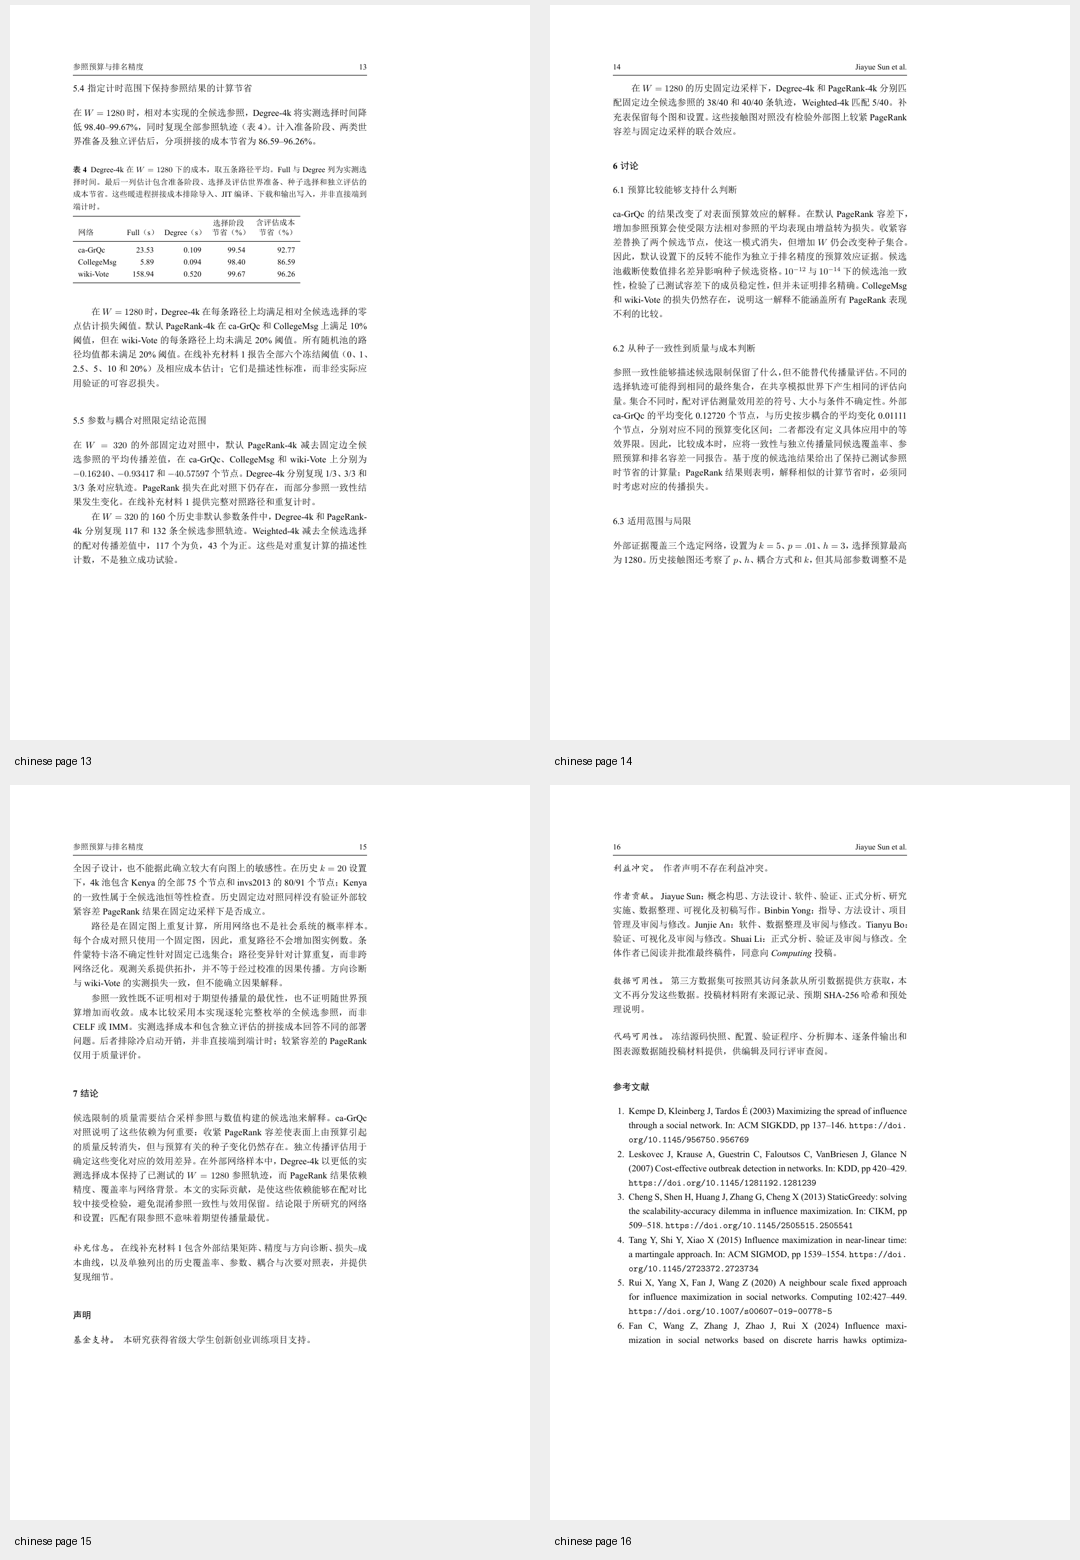 参照预算与排名精度 13
5.4 指定计时范围下保持参照结果的计算节省
在 W = 1280 时, 相对本实现的全候选参照, Degree-4k 将实测选择时间降
低 98.40–99.67%, 同时复现全部参照轨迹（表 4）。计入准备阶段、两类世
界准备及独立评估后, 分项拼接的成本节省为 86.59–96.26%。
表 4 Degree-4k 在 W = 1280 下的成本, 取五条路径平均。Full 与 Degree 列为实测选
择时间。最后一列估计包含准备阶段、选择及评估世界准备、种子选择和独立评估的
成本节省。这些暖进程拼接成本排除导入、JIT 编译、下载和输出写入, 并非直接端到
端计时。
网络 Full（s） Degree（s） 选择阶段节省（%） 含评估成本节省（%）
ca-GrQc 23.53 0.109 99.54 92.77
CollegeMsg 5.89 0.094 98.40 86.59
wiki-Vote 158.94 0.520 99.67 96.26
在 W = 1280 时, Degree-4k 在每条路径上均满足相对全候选选择的零
点估计损失阈值。默认 PageRank-4k 在 ca-GrQc 和 CollegeMsg 上满足 10%
阈值, 但在 wiki-Vote 的每条路径上均未满足 20% 阈值。所有随机池的路
径均值都未满足 20% 阈值。在线补充材料 1 报告全部六个冻结阈值（0、1、
2.5、5、10 和 20%）及相应成本估计；它们是描述性标准, 而非经实际应
用验证的可容忍损失。
5.5 参数与耦合对照限定结论范围
在 W = 320 的外部固定边对照中, 默认 PageRank-4k 减去固定边全候
选参照的平均传播差值, 在 ca-GrQc、CollegeMsg 和 wiki-Vote 上分别为
−0.16240、−0.93417 和 −40.57597 个节点。Degree-4k 分别复现 1/3、3/3 和
3/3 条对应轨迹。PageRank 损失在此对照下仍存在, 而部分参照一致性结
果发生变化。在线补充材料 1 提供完整对照路径和重复计时。
在 W = 320 的 160 个历史非默认参数条件中, Degree-4k 和 PageRank-
4k 分别复现 117 和 132 条全候选参照轨迹。Weighted-4k 减去全候选选择
的配对传播差值中, 117 个为负, 43 个为正。这些是对重复计算的描述性
计数, 不是独立成功试验。
chinese page 13
14 Jiayue Sun et al.
在 W = 1280 的历史固定边采样下, Degree-4k 和 PageRank-4k 分别匹
配固定边全候选参照的 38/40 和 40/40 条轨迹, Weighted-4k 匹配 5/40。补
充表保留每个图和设置。这些接触图对照没有检验外部图上较紧 PageRank
容差与固定边采样的联合效应。
6 讨论
6.1 预算比较能够支持什么判断
ca-GrQc 的结果改变了对表面预算效应的解释。在默认 PageRank 容差下,
增加参照预算会使受限方法相对参照的平均表现由增益转为损失。收紧容
差替换了两个候选节点, 使这一模式消失, 但增加 W 仍会改变种子集合。
因此, 默认设置下的反转不能作为独立于排名精度的预算效应证据。候选
池截断使数值排名差异影响种子候选资格。10⁻¹² 与 10⁻¹⁴ 下的候选池一致
性, 检验了已测试容差下的成员稳定性, 但并未证明排名精确。CollegeMsg
和 wiki-Vote 的损失仍然存在, 说明这一解释不能涵盖所有 PageRank 表现
不利的比较。
6.2 从种子一致性到质量与成本判断
参照一致性能够描述候选限制保留了什么, 但不能替代传播量评估。不同的
选择轨迹可能得到相同的最终集合, 在共享模拟世界下产生相同的评估向
量。集合不同时, 配对评估测量效用差的符号、大小与条件不确定性。外部
ca-GrQc 的平均变化 0.12720 个节点, 与历史按步耦合的平均变化 0.01111
个节点, 分别对应不同的预算变化区间；二者都没有定义具体应用中的等
效界限。因此, 比较成本时, 应将一致性与独立传播量同候选覆盖率、参
照预算和排名容差一同报告。基于度的候选池结果给出了保持已测试参照
时节省的计算量；PageRank 结果则表明, 解释相似的计算节省时, 必须同
时考虑对应的传播损失。
6.3 适用范围与局限
外部证据覆盖三个选定网络, 设置为 k = 5、p = .01、h = 3, 选择预算最高
为 1280。历史接触图还考察了 p、h、耦合方式和 k, 但其局部参数调整不是
chinese page 14
参照预算与排名精度 15
全因子设计, 也不能据此确立较大有向图上的敏感性。在历史 k = 20 设置
下, 4k 池包含 Kenya 的全部 75 个节点和 invs2013 的 80/91 个节点；Kenya
的一致性属于全候选池恒等性检查。历史固定边对照同样没有验证外部较
紧容差 PageRank 结果在固定边采样下是否成立。
路径是在固定图上重复计算, 所用网络也不是社会系统的概率样本。
每个合成对照只使用一个固定图, 因此, 重复路径不会增加图实例数。条
件蒙特卡洛不确定性针对固定已选集合；路径变异针对计算重复, 而非跨
网络泛化。观测关系提供拓扑, 并不等于经过校准的因果传播。方向诊断
与 wiki-Vote 的实测损失一致, 但不能确立因果解释。
参照一致性既不证明相对于期望传播量的最优性, 也不证明随世界预
算增加而收敛。成本比较采用本实现逐轮完整枚举的全候选参照, 而非
CELF 或 IMM。实测选择成本和包含独立评估的拼接成本回答不同的部署
问题。后者排除冷启动开销, 并非直接端到端计时；较紧容差的 PageRank
仅用于质量评价。
7 结论
候选限制的质量需要结合采样参照与数值构建的候选池来解释。ca-GrQc
对照说明了这些依赖为何重要：收紧 PageRank 容差使表面上由预算引起
的质量反转消失, 但与预算有关的种子变化仍然存在。独立传播评估用于
确定这些变化对应的效用差异。在外部网络样本中, Degree-4k 以更低的实
测选择成本保持了已测试的 W = 1280 参照轨迹, 而 PageRank 结果依赖
精度、覆盖率与网络背景。本文的实际贡献, 是使这些依赖能够在配对比
较中接受检验, 避免混淆参照一致性与效用保留。结论限于所研究的网络
和设置；匹配有限参照不意味着期望传播量最优。
补充信息。 在线补充材料 1 包含外部结果矩阵、精度与方向诊断、损失–成
本曲线, 以及单独列出的历史覆盖率、参数、耦合与次要对照表, 并提供
复现细节。
声明
基金支持。 本研究获得省级大学生创新创业训练项目支持。
chinese page 15
16 Jiayue Sun et al.
利益冲突。 作者声明不存在利益冲突。
作者贡献。 Jiayue Sun：概念构思、方法设计、软件、验证、正式分析、研究
实施、数据整理、可视化及初稿写作。Binbin Yong：指导、方法设计、项目
管理及审阅与修改。Junjie An：软件、数据整理及审阅与修改。Tianyu Bo：
验证、可视化及审阅与修改。Shuai Li：正式分析、验证及审阅与修改。全
体作者已阅读并批准最终稿件, 同意向 Computing 投稿。
数据可用性。 第三方数据集可按照其访问条款从所引数据提供方获取, 本
文不再分发这些数据。投稿材料附有来源记录、预期 SHA-256 哈希和预处
理说明。
代码可用性。 冻结源码快照、配置、验证程序、分析脚本、逐条件输出和
图表源数据随投稿材料提供, 供编辑及同行评审查阅。
参考文献
1. Kempe D, Kleinberg J, Tardos É (2003) Maximizing the spread of influence
through a social network. In: ACM SIGKDD, pp 137–146. https://doi.
org/10.1145/956750.956769
2. Leskovec J, Krause A, Guestrin C, Faloutsos C, VanBriesen J, Glance N
(2007) Cost-effective outbreak detection in networks. In: KDD, pp 420–429.
https://doi.org/10.1145/1281192.1281239
3. Cheng S, Shen H, Huang J, Zhang G, Cheng X (2013) StaticGreedy: solving
the scalability-accuracy dilemma in influence maximization. In: CIKM, pp
509–518. https://doi.org/10.1145/2505515.2505541
4. Tang Y, Shi Y, Xiao X (2015) Influence maximization in near-linear time:
a martingale approach. In: ACM SIGMOD, pp 1539–1554. https://doi.
org/10.1145/2723372.2723734
5. Rui X, Yang X, Fan J, Wang Z (2020) A neighbour scale fixed approach
for influence maximization in social networks. Computing 102:427–449.
https://doi.org/10.1007/s00607-019-00778-5
6. Fan C, Wang Z, Zhang J, Zhao J, Rui X (2024) Influence maxi-
mization in social networks based on discrete harris hawks optimiza-
chinese page 16